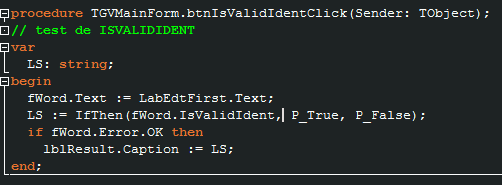 procedure TGVMainForm.btnIsValidIdentClick(Sender: TObject);
// test de ISVALIDIDENT
var
LS: string;
begin
fWord.Text := LabEdtFirst.Text;
LS := IfThen(fWord.IsValidIdent, P_True, P_False);
if fWord.Error.OK then
lblResult.Caption := LS;
end;